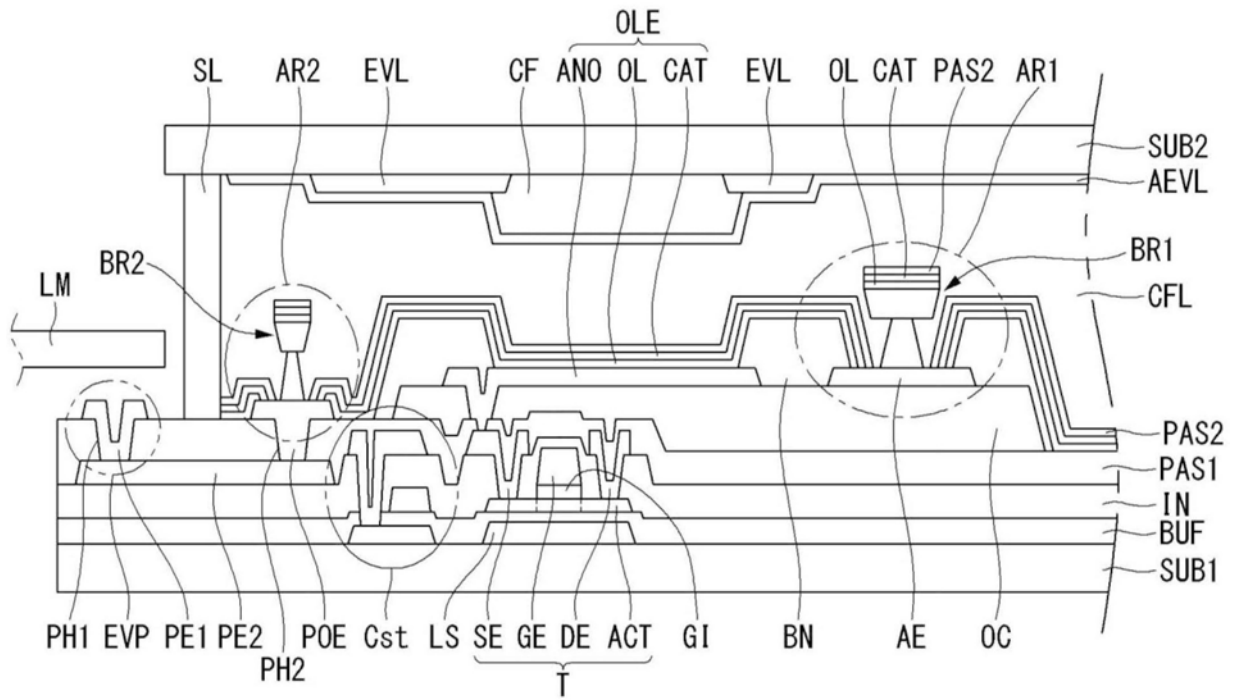 OLE
SL AR2 EVL CF ANO OL CAT EVL OL CAT PAS2 AR1
SUB2
AEVL
BR2
BR1
LM
CFL
PAS2
PAS1
IN
BUF
SUB1
PH1 EVP PE1 PE2 POE Cst LS SE GE DE ACT GI BN AE OC
PH2
T